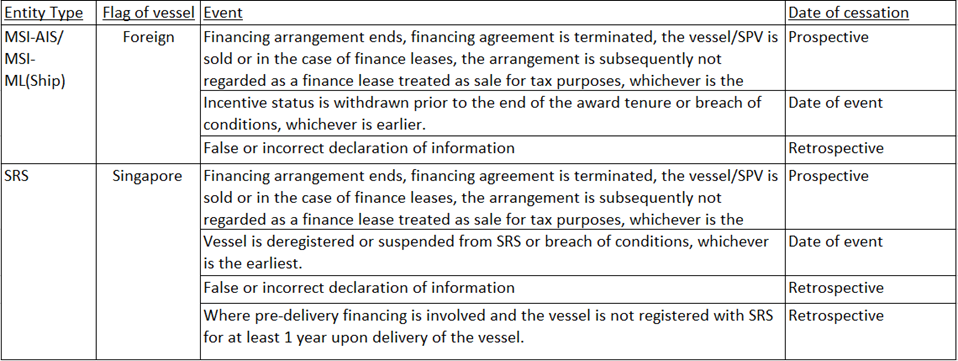 Entity Type Flag of vessel Event Date of cessation
MSI-AIS/ Foreign Financing arrangement ends, financing agreement is terminated, the vessel/SPV is Prospective
MSI- sold or in the case of finance leases, the arrangement is subsequently not
ML(Ship) regarded as a finance lease treated as sale for tax purposes, whichever is the
Incentive status is withdrawn prior to the end of the award tenure or breach of Date of event
conditions, whichever is earlier.
False or incorrect declaration of information Retrospective
SRS Singapore Financing arrangement ends, financing agreement is terminated, the vessel/SPV is Prospective
sold or in the case of finance leases, the arrangement is subsequently not
regarded as a finance lease treated as sale for tax purposes, whichever is the
Vessel is deregistered or suspended from SRS or breach of conditions, whichever Date of event
is the earliest.
False or incorrect declaration of information Retrospective
Where pre-delivery financing is involved and the vessel is not registered with SRS Retrospective
for at least 1 year upon delivery of the vessel.